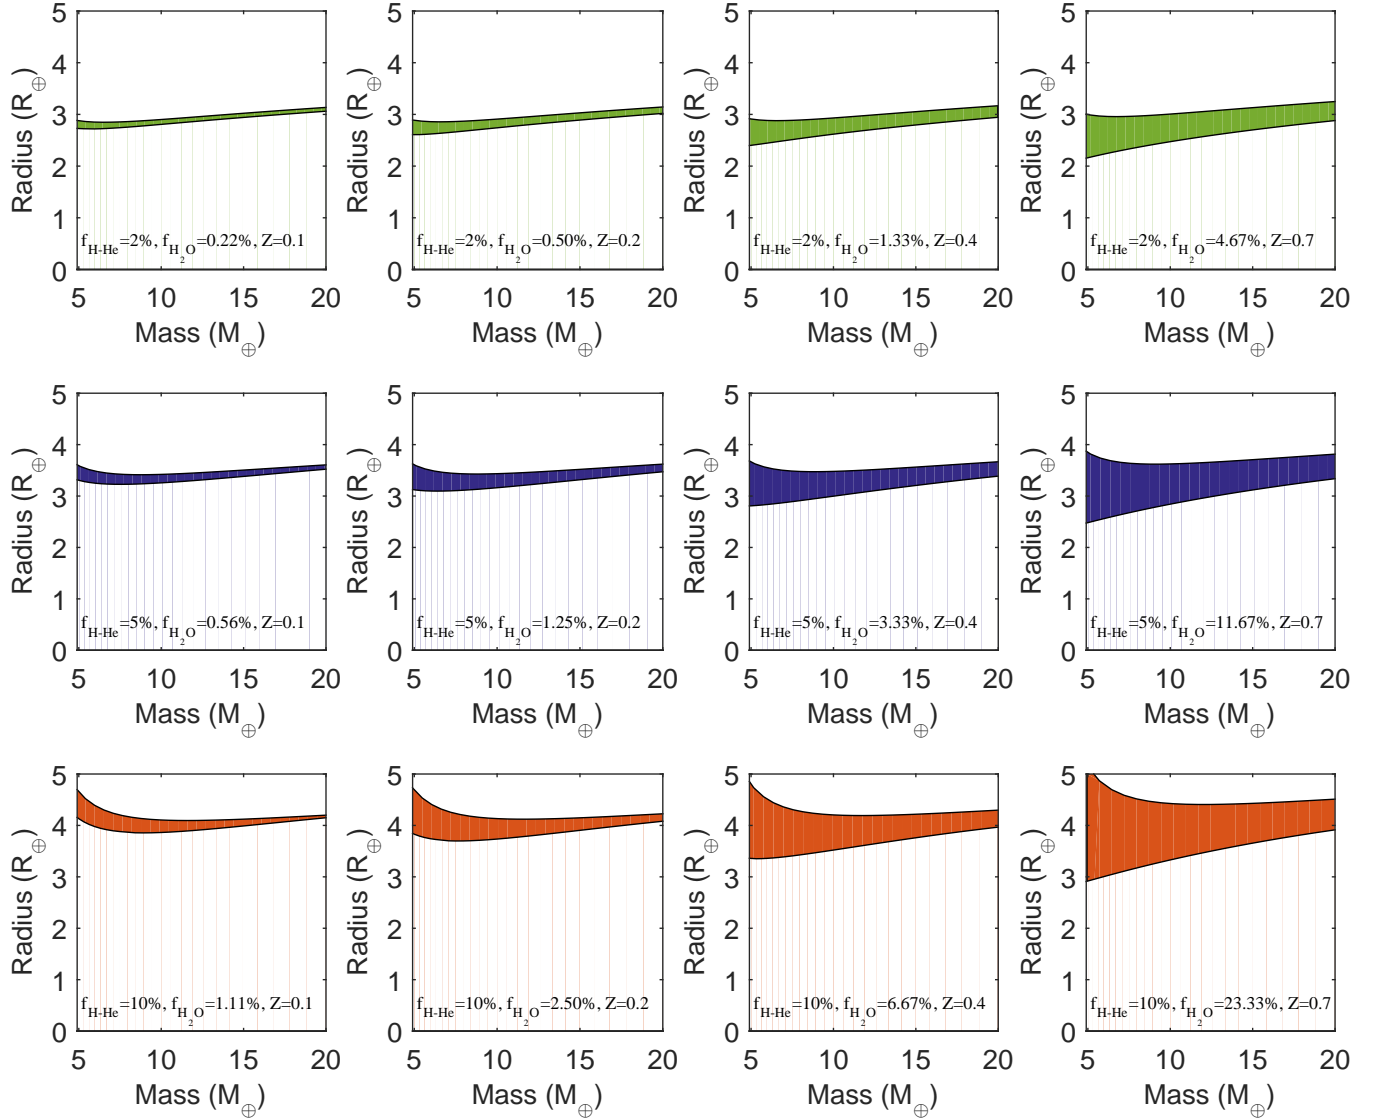 5 5 5 5
4 4 4 4
3 3 3 3
2 2 2 2
1 1 1 1
0 0 0 0
Radius (R⊕) Radius (R⊕) Radius (R⊕) Radius (R⊕)
f_H-He=2%, f_H2O=0.22%, Z=0.1 f_H-He=2%, f_H2O=0.50%, Z=0.2 f_H-He=2%, f_H2O=1.33%, Z=0.4 f_H-He=2%, f_H2O=4.67%, Z=0.7
5 10 15 20 5 10 15 20 5 10 15 20 5 10 15 20
Mass (M⊕) Mass (M⊕) Mass (M⊕) Mass (M⊕)
5 5 5 5
4 4 4 4
3 3 3 3
2 2 2 2
1 1 1 1
0 0 0 0
Radius (R⊕) Radius (R⊕) Radius (R⊕) Radius (R⊕)
f_H-He=5%, f_H2O=0.56%, Z=0.1 f_H-He=5%, f_H2O=1.25%, Z=0.2 f_H-He=5%, f_H2O=3.33%, Z=0.4 f_H-He=5%, f_H2O=11.67%, Z=0.7
5 10 15 20 5 10 15 20 5 10 15 20 5 10 15 20
Mass (M⊕) Mass (M⊕) Mass (M⊕) Mass (M⊕)
5 5 5 5
4 4 4 4
3 3 3 3
2 2 2 2
1 1 1 1
0 0 0 0
Radius (R⊕) Radius (R⊕) Radius (R⊕) Radius (R⊕)
f_H-He=10%, f_H2O=1.11%, Z=0.1 f_H-He=10%, f_H2O=2.50%, Z=0.2 f_H-He=10%, f_H2O=6.67%, Z=0.4 f_H-He=10%, f_H2O=23.33%, Z=0.7
5 10 15 20 5 10 15 20 5 10 15 20 5 10 15 20
Mass (M⊕) Mass (M⊕) Mass (M⊕) Mass (M⊕)